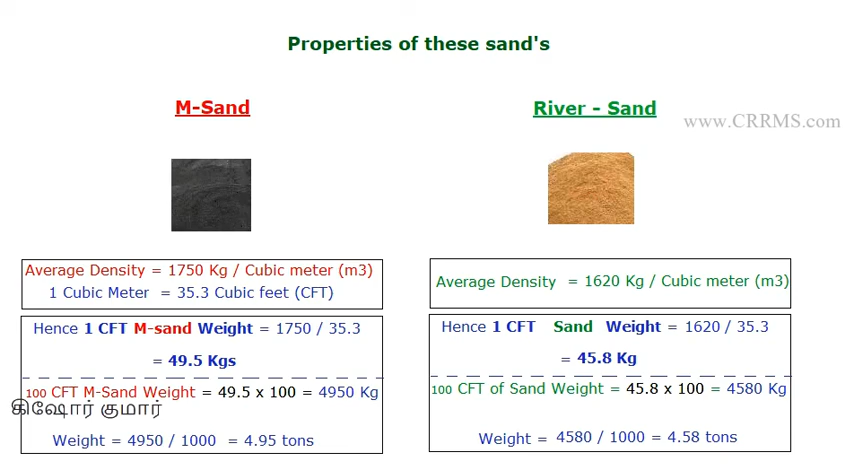 Properties of these sand's
M-Sand
River - Sand
www.CRRMS.com
Average Density = 1750 Kg / Cubic meter (m3)
1 Cubic Meter = 35.3 Cubic feet (CFT)
Hence 1 CFT M-sand Weight = 1750 / 35.3
= 49.5 Kgs
100 CFT M-Sand Weight = 49.5 x 100 = 4950 Kg
கிஷோர் குமார்
Weight = 4950 / 1000 = 4.95 tons
Average Density = 1620 Kg / Cubic meter (m3)
Hence 1 CFT Sand Weight = 1620 / 35.3
= 45.8 Kg
100 CFT of Sand Weight = 45.8 x 100 = 4580 Kg
Weight = 4580 / 1000 = 4.58 tons